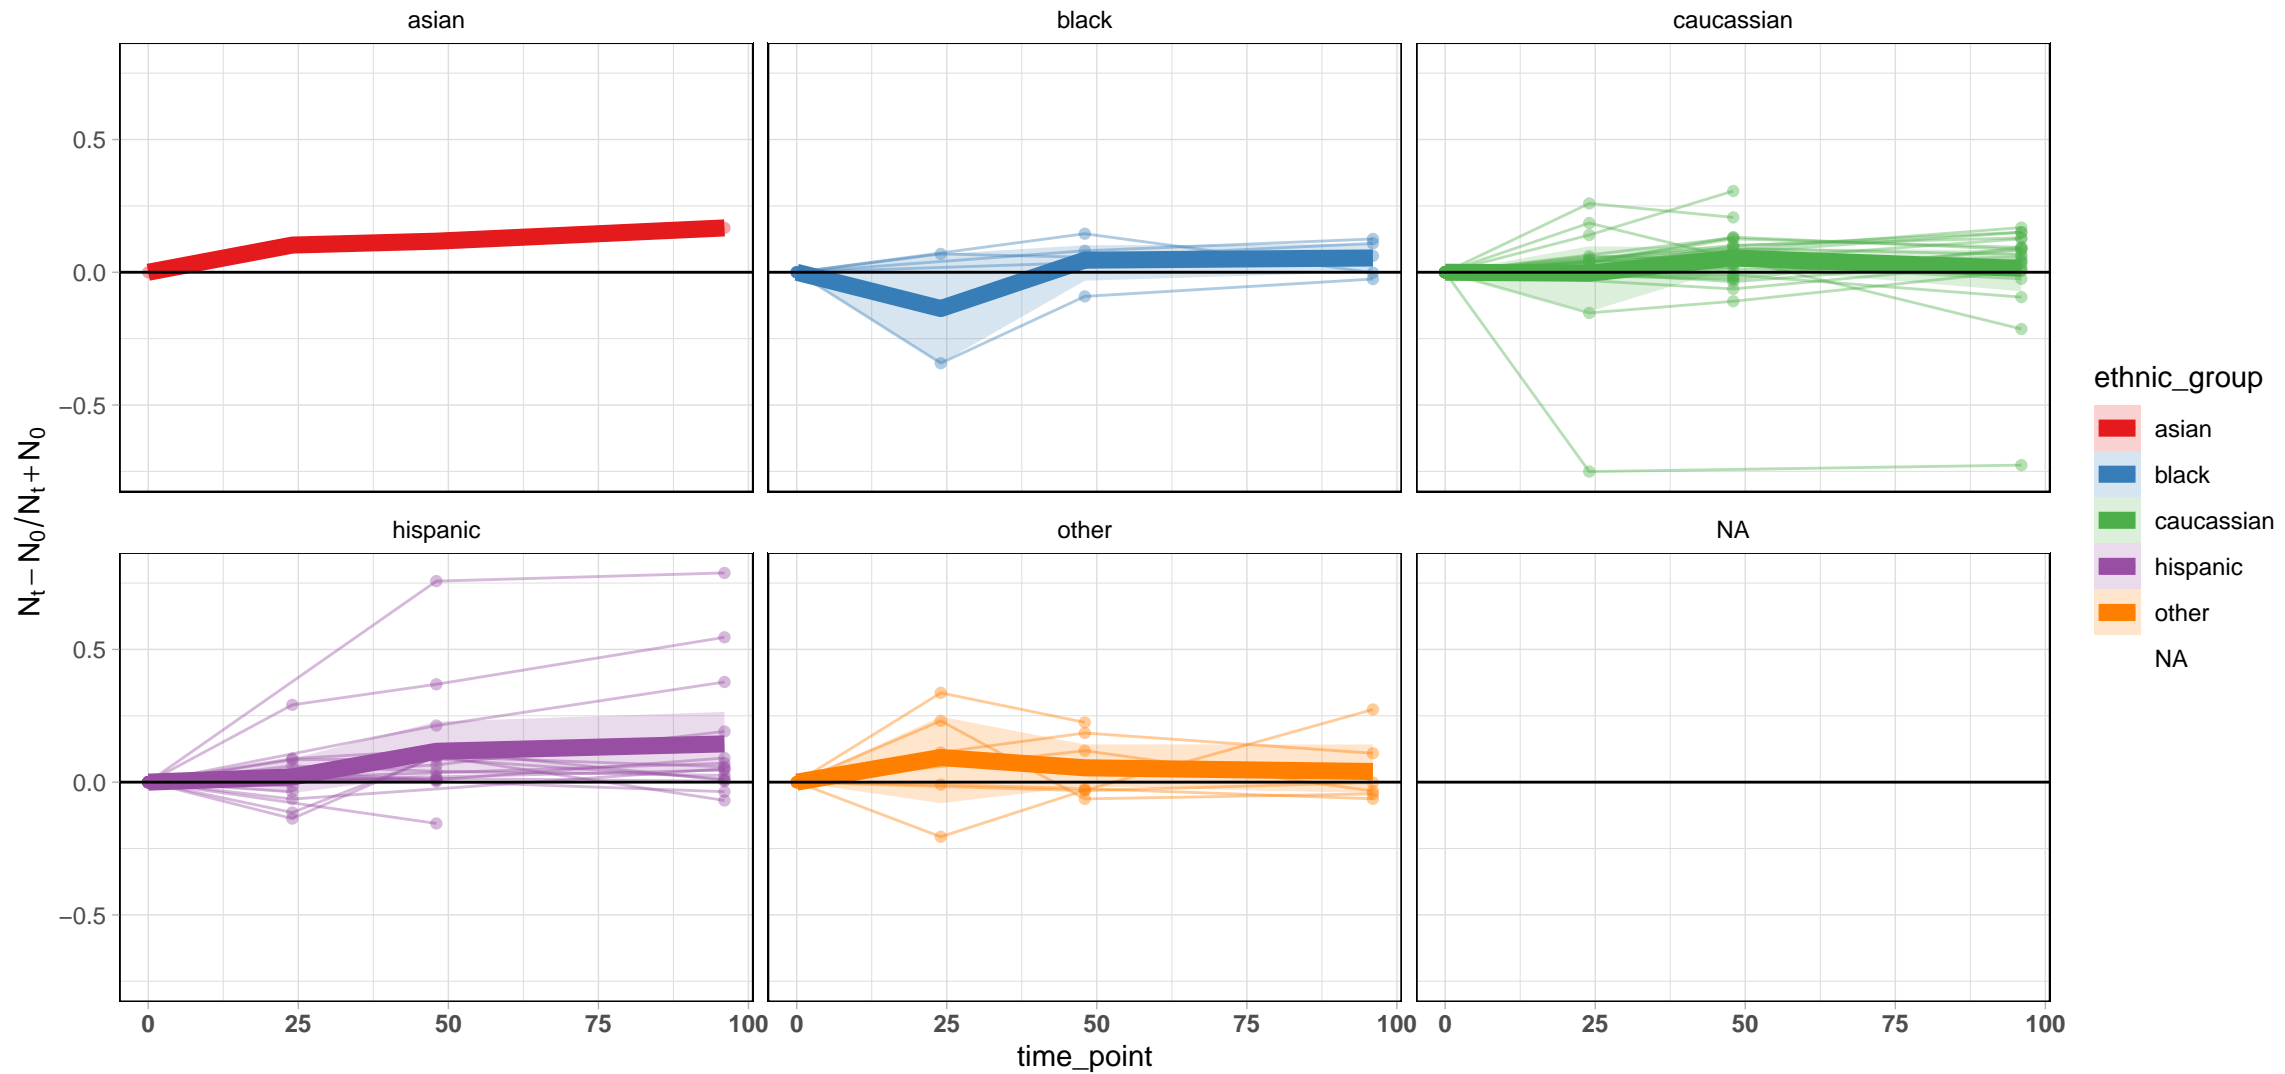 asian
black
caucassian
0.5
0.0
−0.5
hispanic
other
NA
0.5
0.0
−0.5
0 25 50 75 100
0 25 50 75 100
0 25 50 75 100
time_point
Nₜ − N₀/Nₜ + N₀
ethnic_group
asian
black
caucassian
hispanic
other
NA